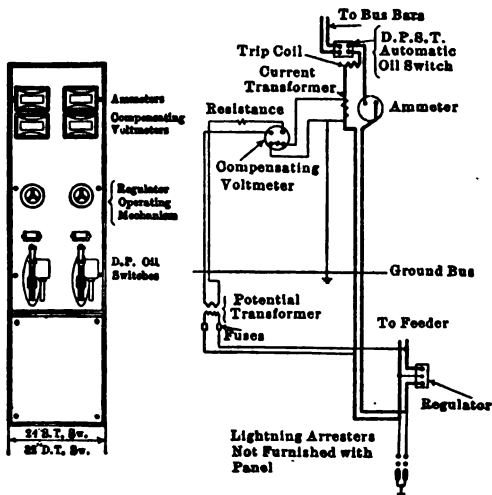 To Bus Bars
D.P.S.T.
Automatic
Oil Switch
Trip Coil
Current
Transformer
Ammeter
Resistance
Compensating
Voltmeter
Ammeters
Compensating
Voltmeters
Regulator
Operating
Mechanism
D.P. Oil
Switches
Ground Bus
Potential
Transformer
Fuses
To Feeder
Regulator
Lightning Arresters
Not Furnished with
Panel
24"S.T. Sw.
32"D.T. Sw.